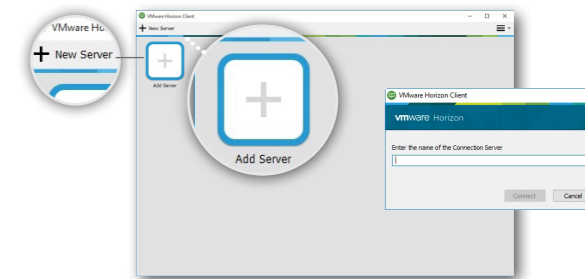 VMware Ho
+ New Server
VMware Horizon Client
+ New Server
Add Server
Add Server
VMware Horizon Client
vmware Horizon
Enter the name of the Connection Server
Connect Cancel